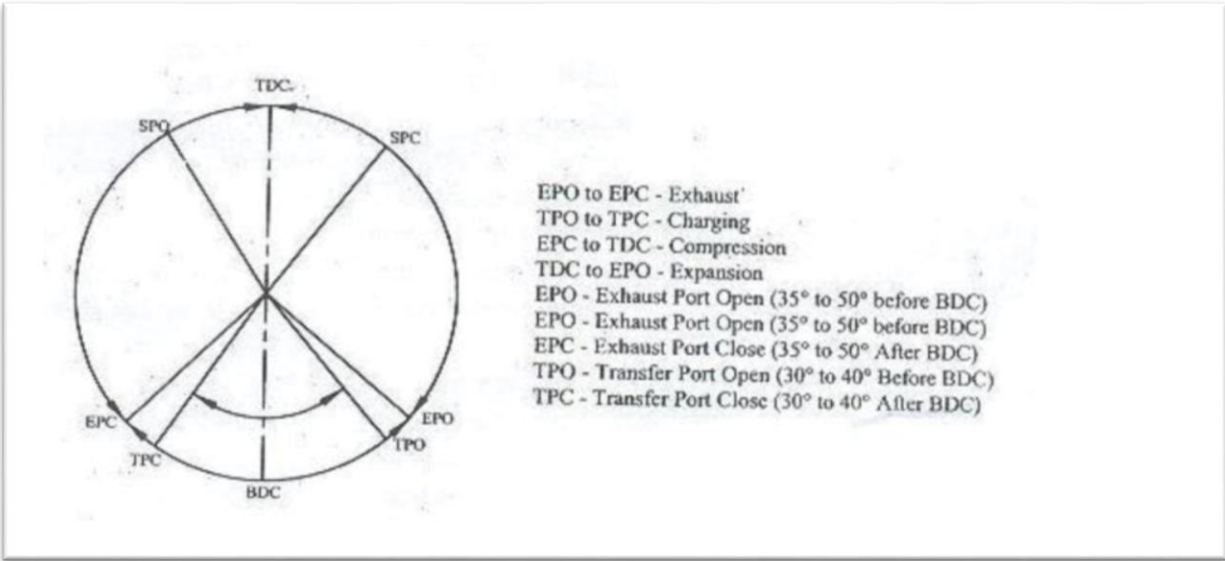 TDC
SPO
SPC
EPO to EPC - Exhaust
TPO to TPC - Charging
EPC to TDC - Compression
TDC to EPO - Expansion
EPO - Exhaust Port Open (35° to 50° before BDC)
EPO - Exhaust Port Open (35° to 50° before BDC)
EPC - Exhaust Port Close (35° to 50° After BDC)
TPO - Transfer Port Open (30° to 40° Before BDC)
TPC - Transfer Port Close (30° to 40° After BDC)
EPC
EPO
TPC
TPO
BDC